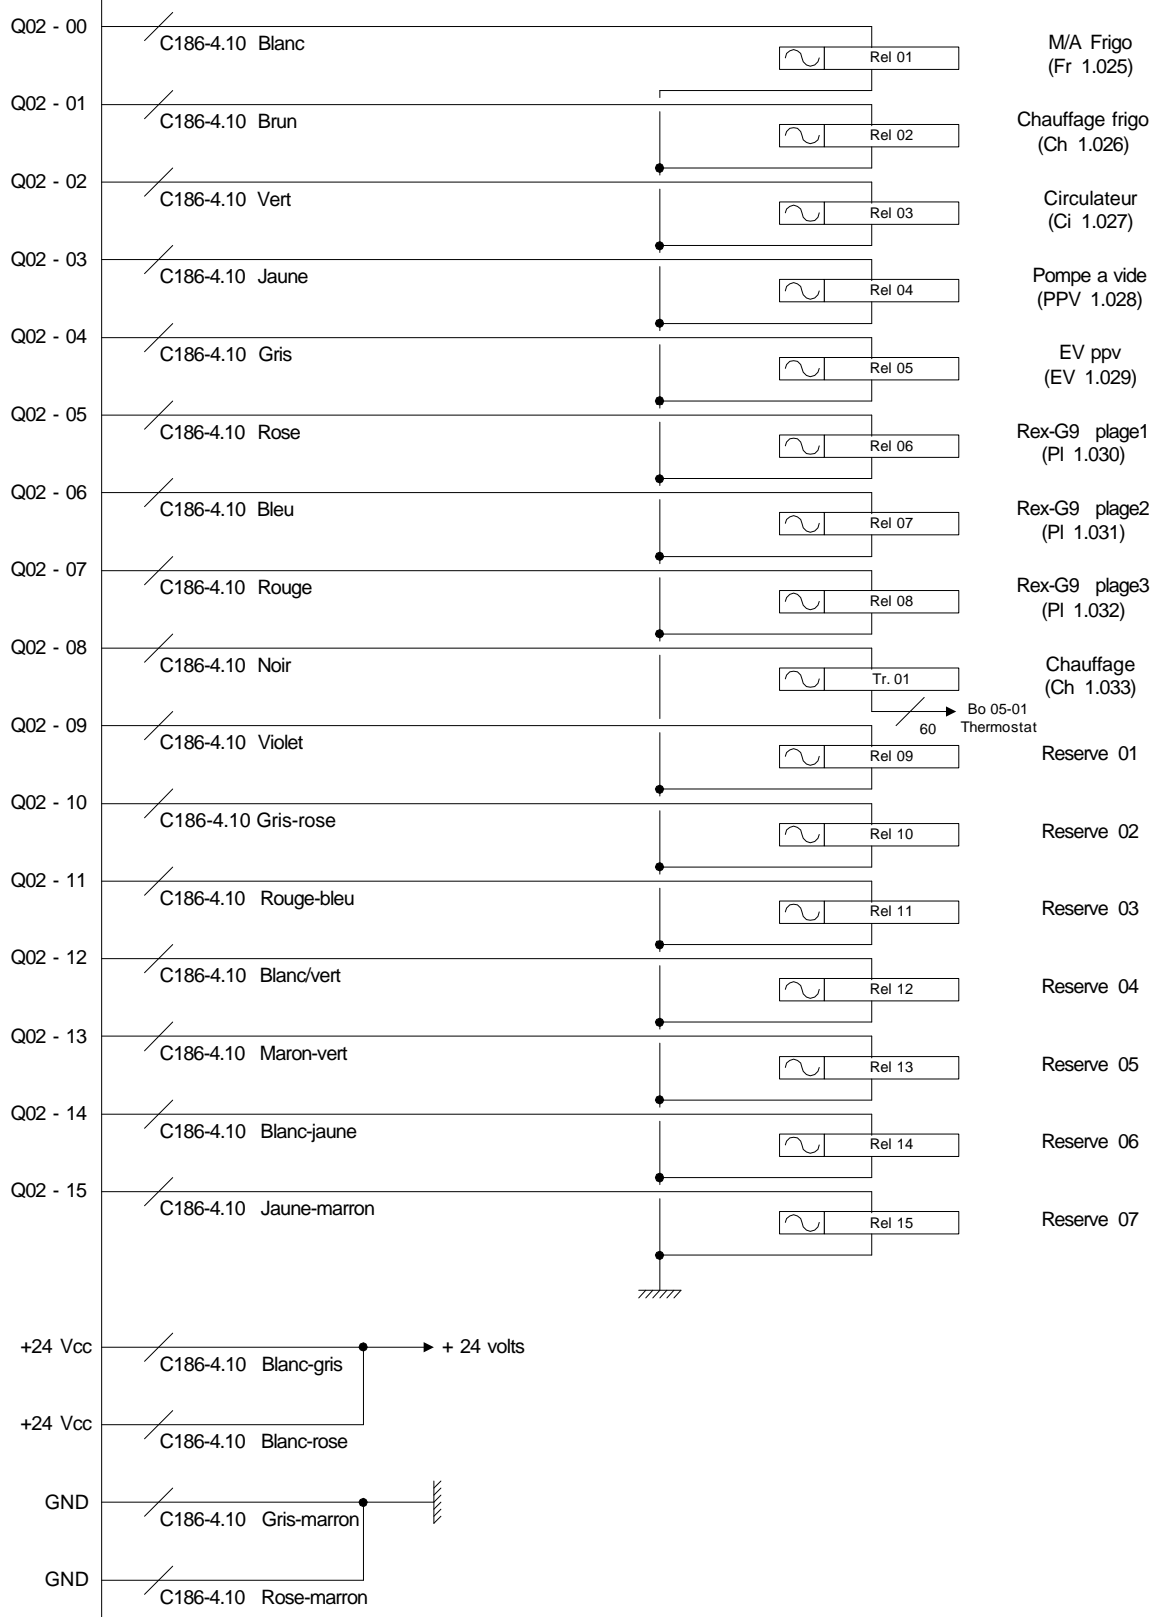 Q02 - 00
C186-4.10 Blanc
Rel 01
M/A Frigo
(Fr 1.025)
Q02 - 01
C186-4.10 Brun
Rel 02
Chauffage frigo
(Ch 1.026)
Q02 - 02
C186-4.10 Vert
Rel 03
Circulateur
(Ci 1.027)
Q02 - 03
C186-4.10 Jaune
Rel 04
Pompe a vide
(PPV 1.028)
Q02 - 04
C186-4.10 Gris
Rel 05
EV ppv
(EV 1.029)
Q02 - 05
C186-4.10 Rose
Rel 06
Rex-G9 plage1
(Pl 1.030)
Q02 - 06
C186-4.10 Bleu
Rel 07
Rex-G9 plage2
(Pl 1.031)
Q02 - 07
C186-4.10 Rouge
Rel 08
Rex-G9 plage3
(Pl 1.032)
Q02 - 08
C186-4.10 Noir
Tr. 01
Chauffage
(Ch 1.033)
60
Bo 05-01
Thermostat
Q02 - 09
C186-4.10 Violet
Rel 09
Reserve 01
Q02 - 10
C186-4.10 Gris-rose
Rel 10
Reserve 02
Q02 - 11
C186-4.10 Rouge-bleu
Rel 11
Reserve 03
Q02 - 12
C186-4.10 Blanc/vert
Rel 12
Reserve 04
Q02 - 13
C186-4.10 Maron-vert
Rel 13
Reserve 05
Q02 - 14
C186-4.10 Blanc-jaune
Rel 14
Reserve 06
Q02 - 15
C186-4.10 Jaune-marron
Rel 15
Reserve 07
+24 Vcc
C186-4.10 Blanc-gris
+ 24 volts
+24 Vcc
C186-4.10 Blanc-rose
GND
C186-4.10 Gris-marron
GND
C186-4.10 Rose-marron